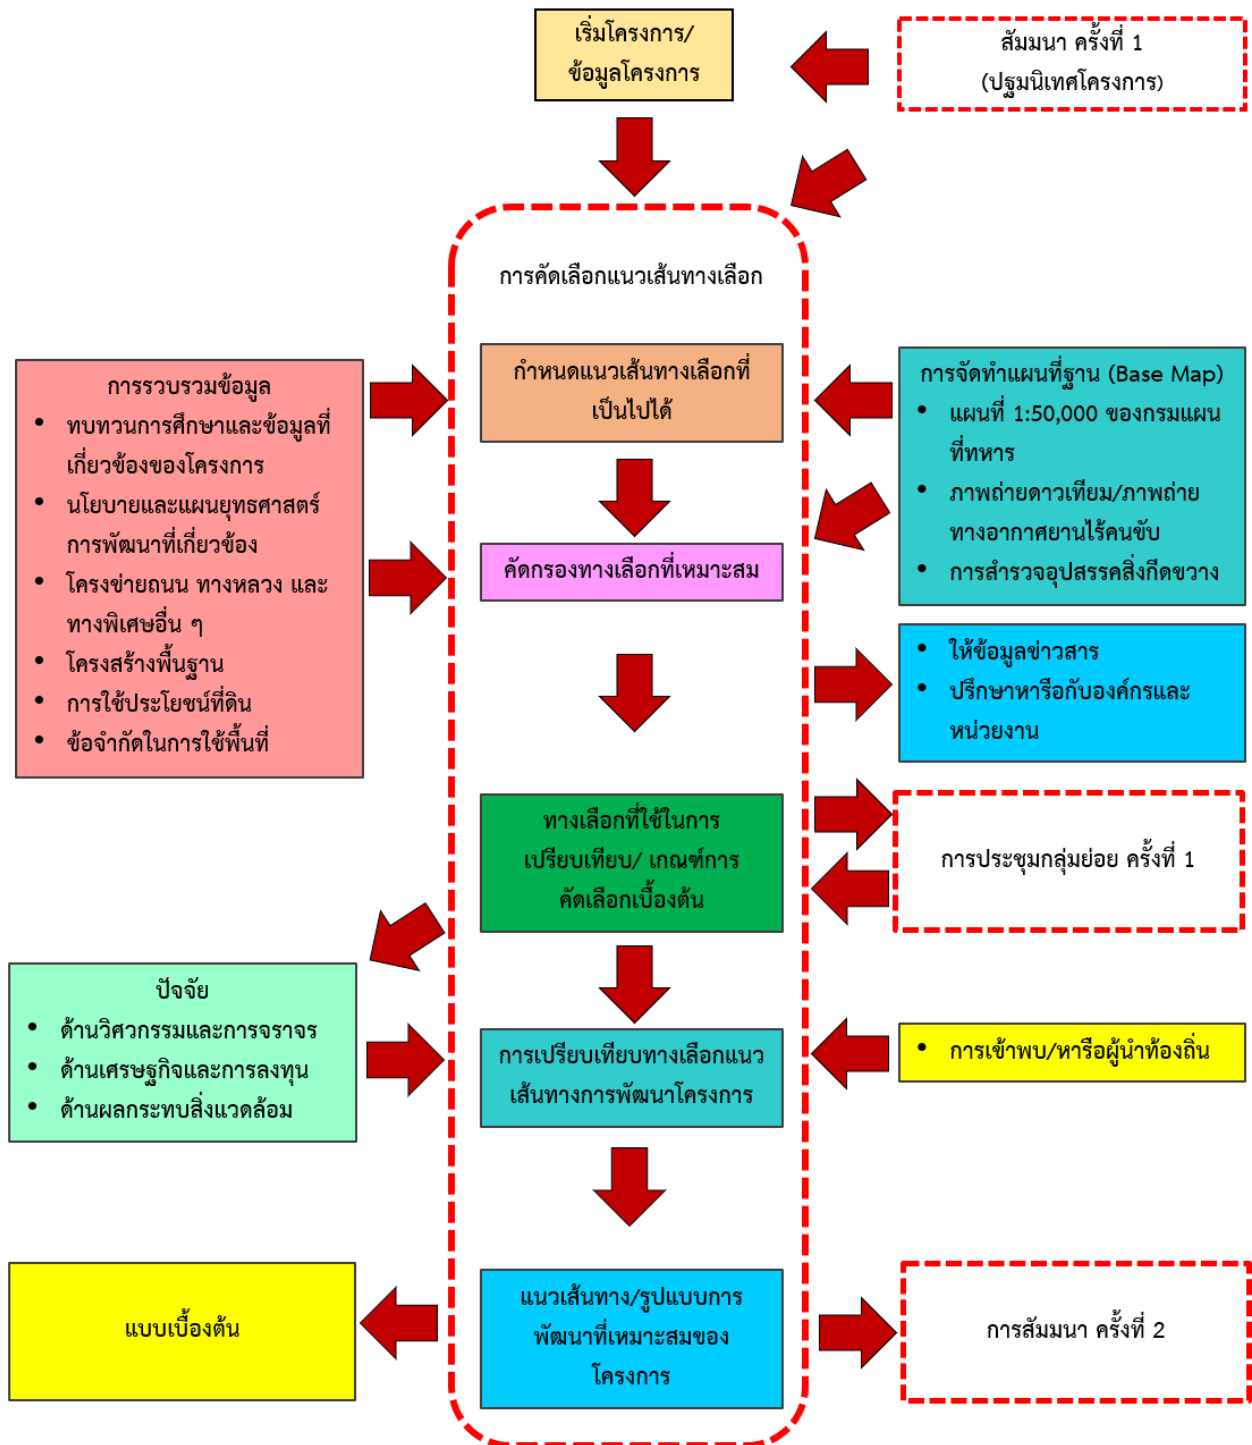 เริ่มโครงการ/
ข้อมูลโครงการ
สัมมนา ครั้งที่ 1
(ปฐมนิเทศโครงการ)
การคัดเลือกแนวเส้นทางเลือก
กำหนดแนวเส้นทางเลือกที่
เป็นไปได้
การรวบรวมข้อมูล
• ทบทวนการศึกษาและข้อมูลที่
เกี่ยวข้องของโครงการ
• นโยบายและแผนยุทธศาสตร์
การพัฒนาที่เกี่ยวข้อง
• โครงข่ายถนน ทางหลวง และ
ทางพิเศษอื่น ๆ
• โครงสร้างพื้นฐาน
• การใช้ประโยชน์ที่ดิน
• ข้อจำกัดในการใช้พื้นที่
การจัดทำแผนที่ฐาน (Base Map)
• แผนที่ 1:50,000 ของกรมแผน
ที่ทหาร
• ภาพถ่ายดาวเทียม/ภาพถ่าย
ทางอากาศยานไร้คนขับ
• การสำรวจอุปสรรคสิ่งกีดขวาง
คัดกรองทางเลือกที่เหมาะสม
• ให้ข้อมูลข่าวสาร
• ปรึกษาหารือกับองค์กรและ
หน่วยงาน
ทางเลือกที่ใช้ในการ
เปรียบเทียบ/ เกณฑ์การ
คัดเลือกเบื้องต้น
การประชุมกลุ่มย่อย ครั้งที่ 1
ปัจจัย
• ด้านวิศวกรรมและการจราจร
• ด้านเศรษฐกิจและการลงทุน
• ด้านผลกระทบสิ่งแวดล้อม
การเปรียบเทียบทางเลือกแนว
เส้นทางการพัฒนาโครงการ
• การเข้าพบ/หารือผู้นำท้องถิ่น
แบบเบื้องต้น
แนวเส้นทาง/รูปแบบการ
พัฒนาที่เหมาะสมของ
โครงการ
การสัมมนา ครั้งที่ 2